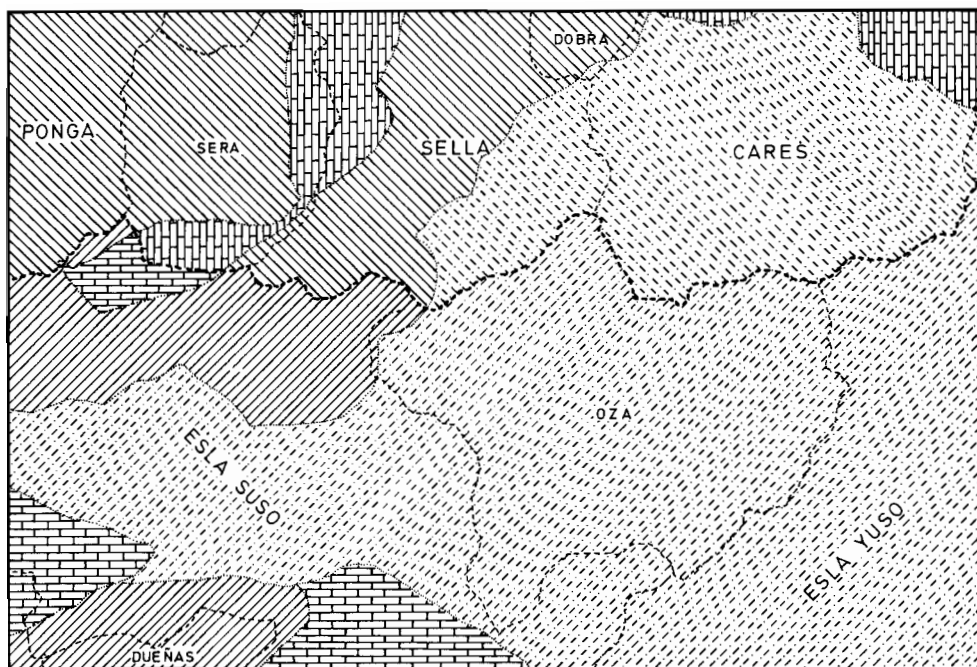 DOBRA
PONGA
SERA
SELLA
CARES
OZA
ESLA SUSO
ESLA YUSO
DUEÑAS